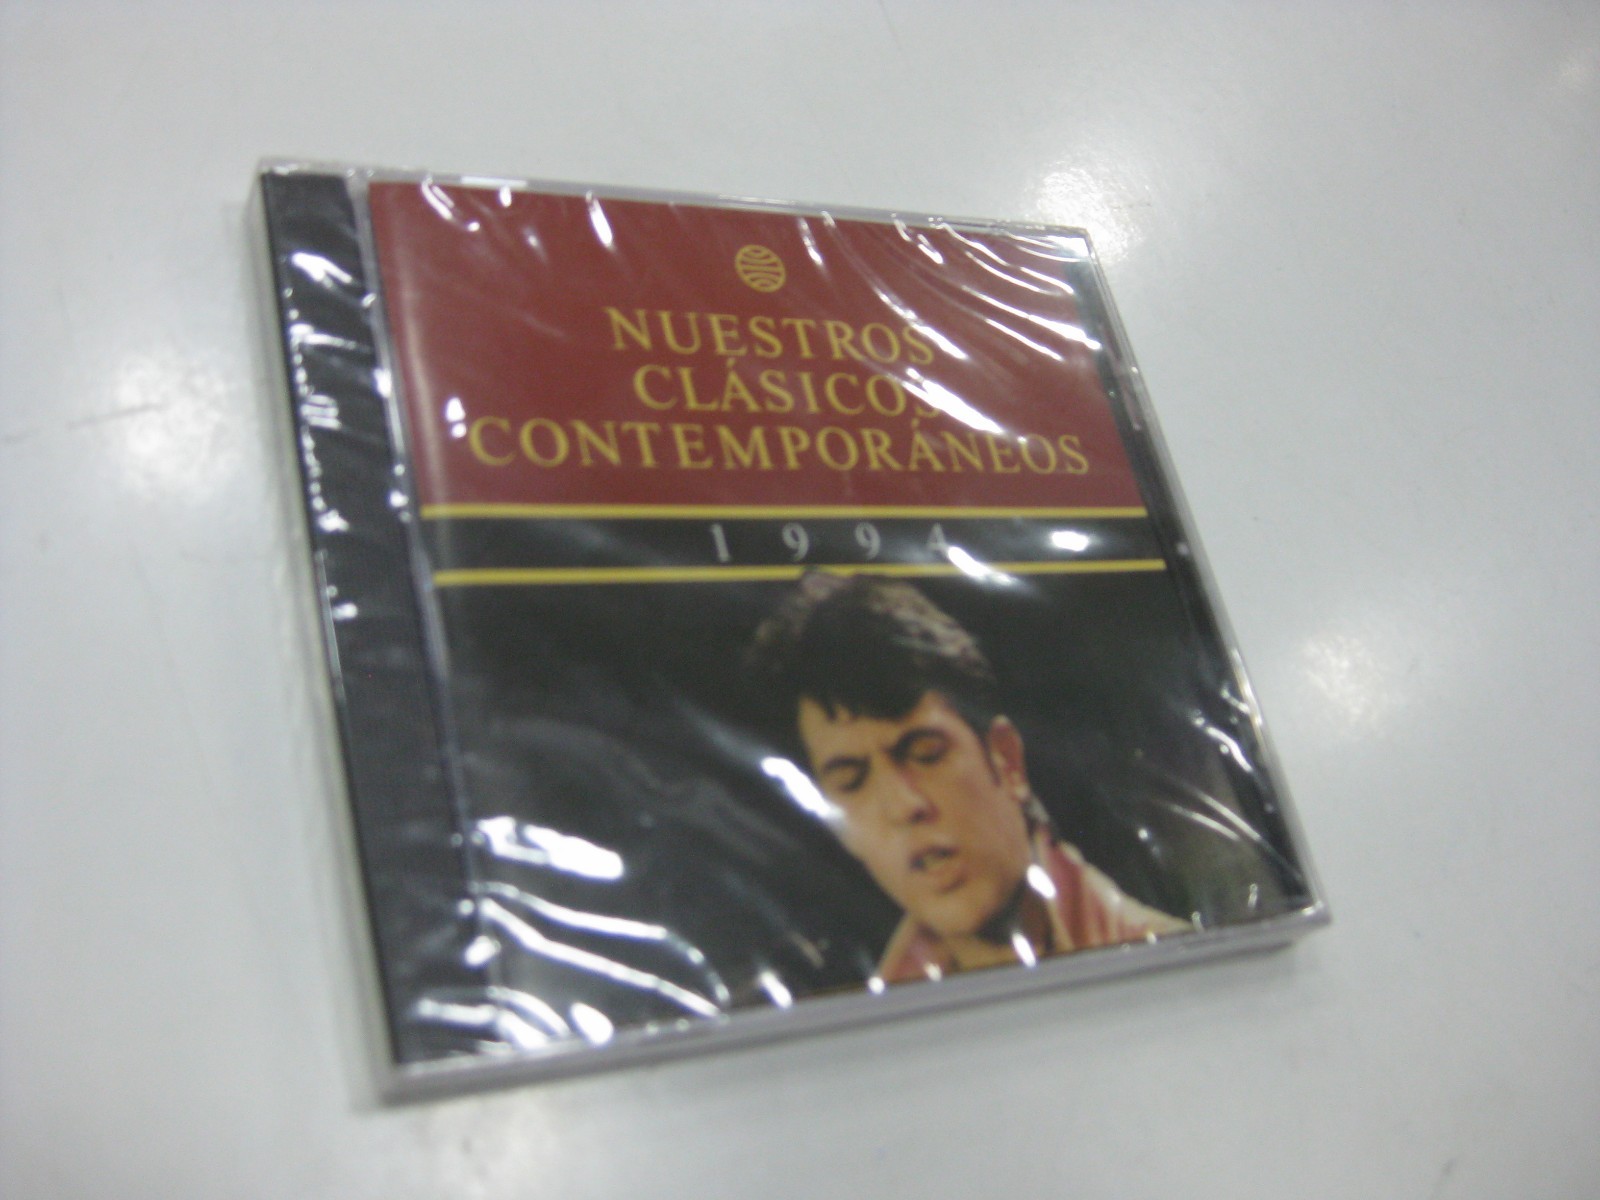 NUESTROS
CLÁSICOS
CONTEMPORÁNEOS
1994